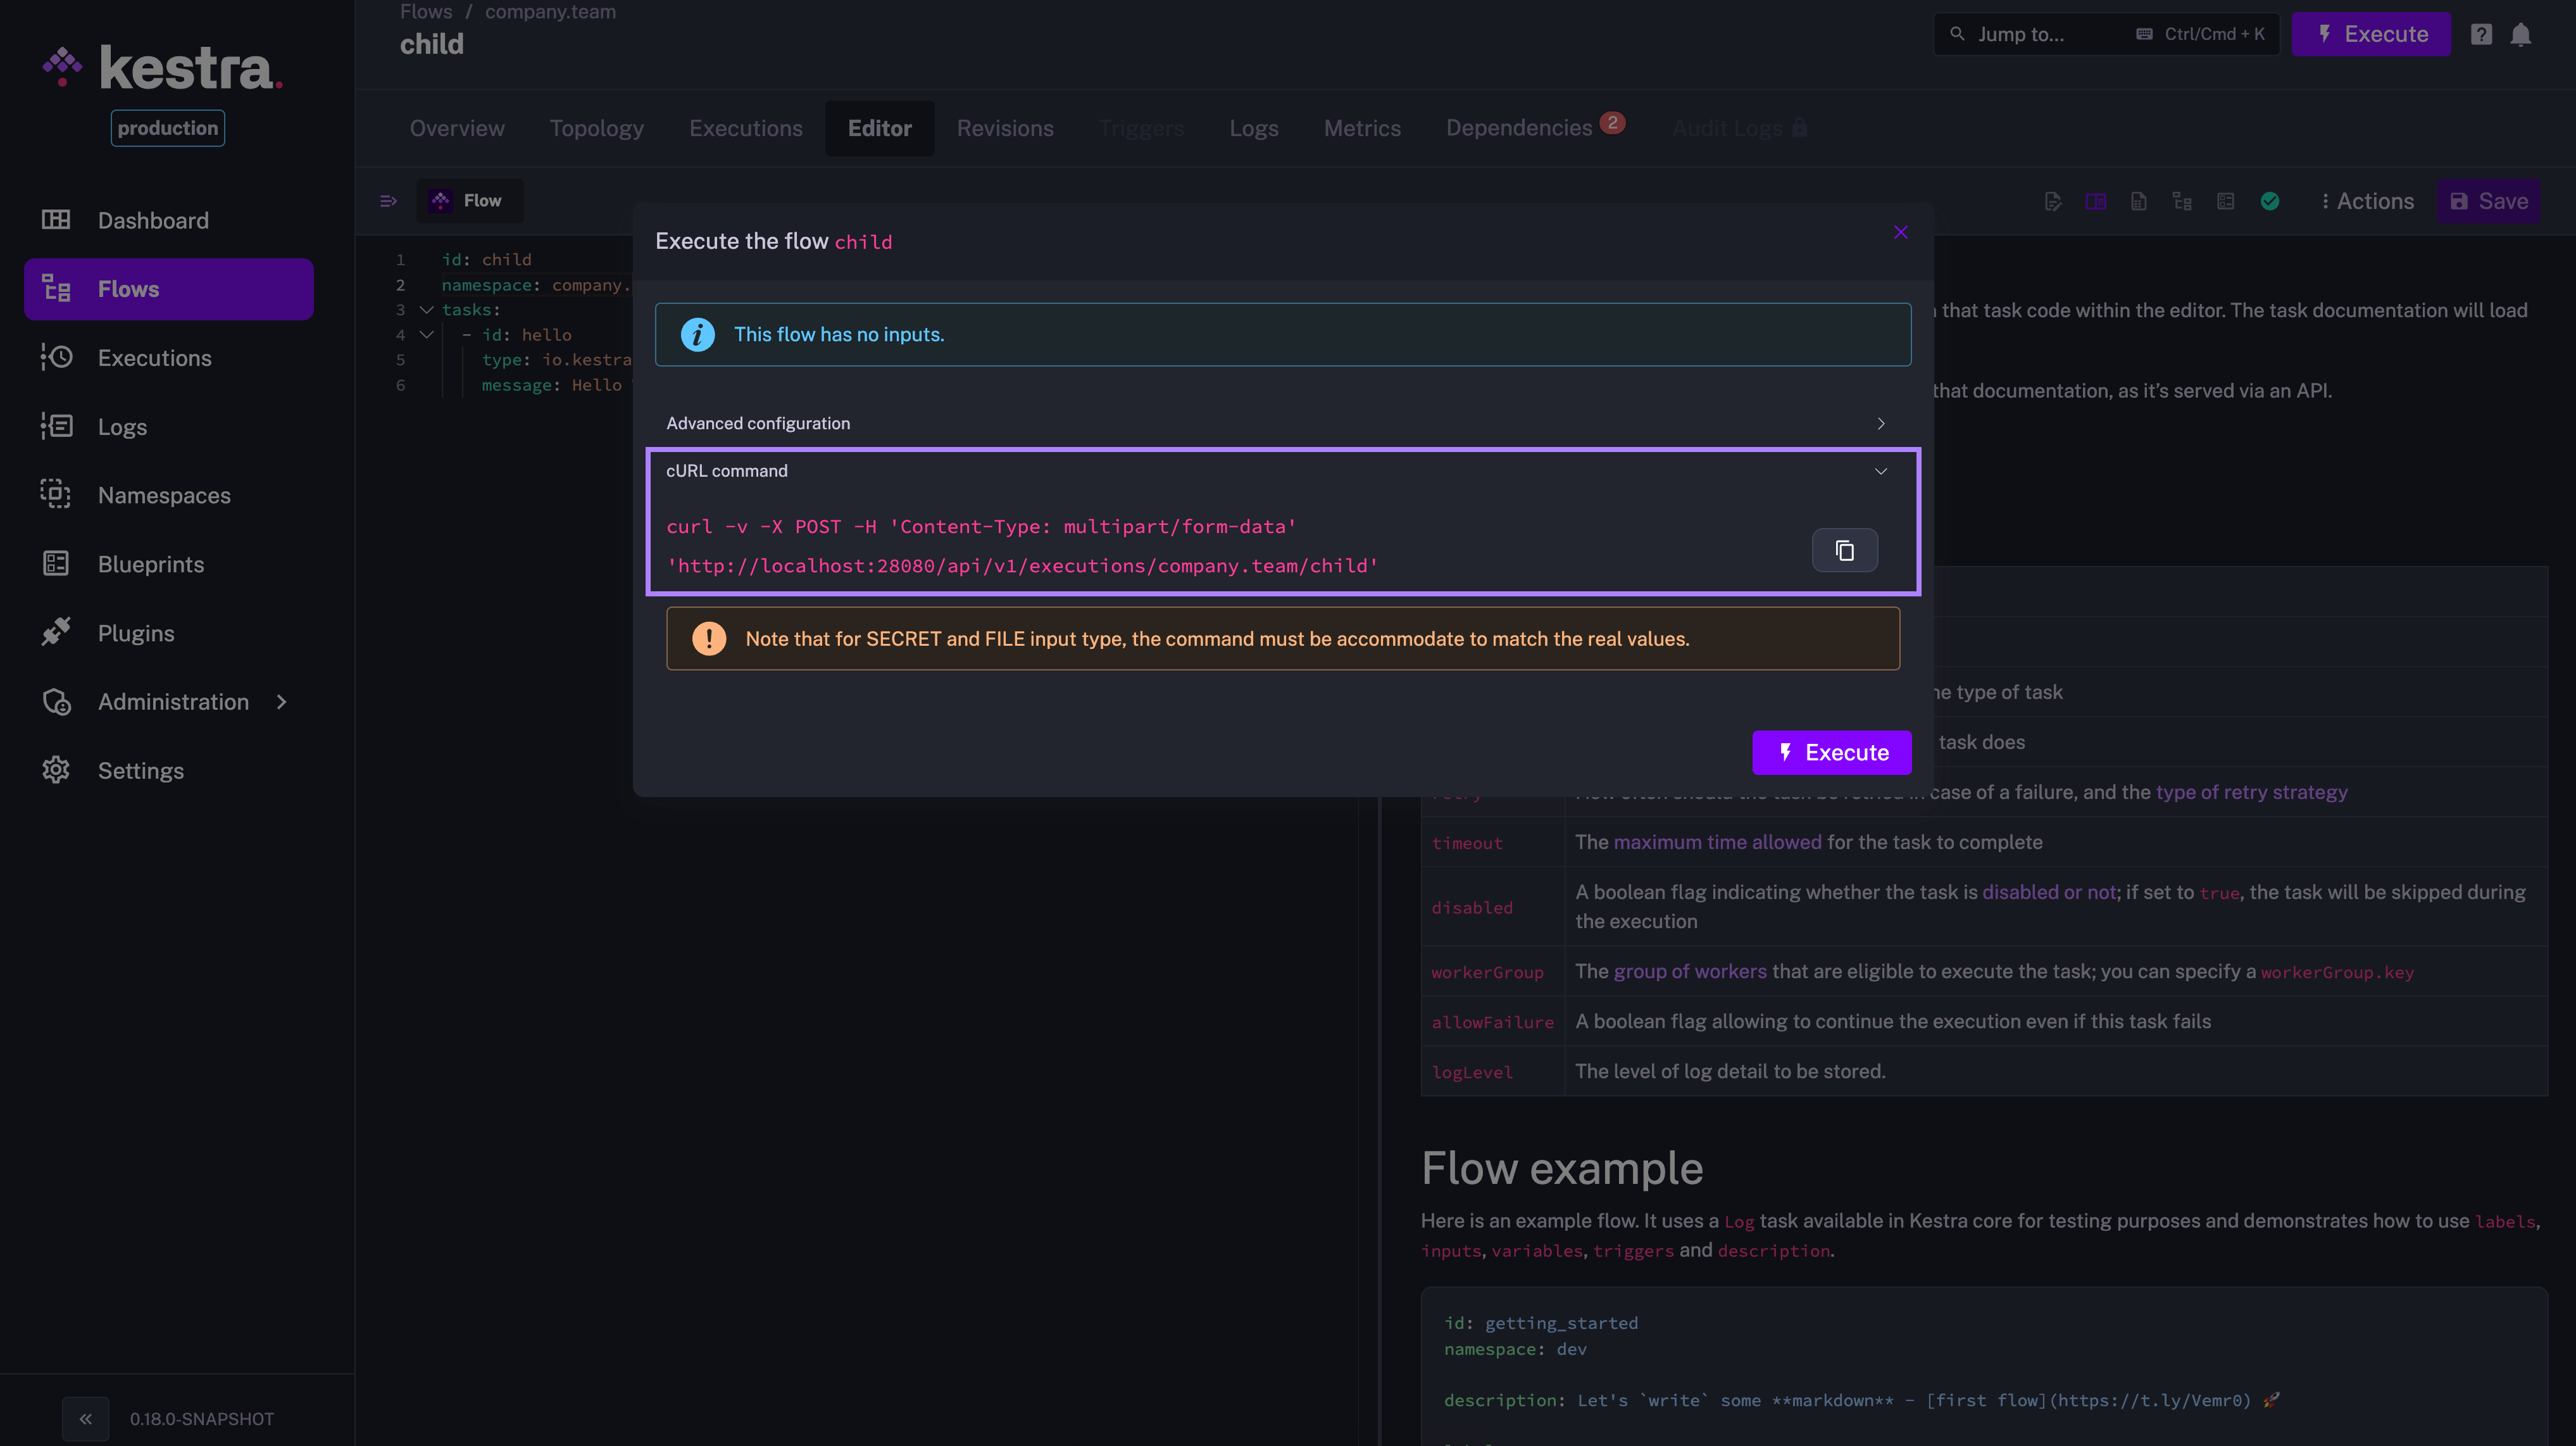 kestra.
production
Dashboard
Flows
Executions
Logs
Namespaces
Blueprints
Plugins
Administration
Settings
0.18.0-SNAPSHOT
Flows / company.team
child
Jump to...
Ctrl/Cmd + K
Execute
Overview
Topology
Executions
Editor
Revisions
Triggers
Logs
Metrics
Dependencies 2
Audit Logs
Flow
Actions
Save
1 id: child
2 namespace: company.
3 tasks:
4 - id: hello
5 type: io.kestra
6 message: Hello
Execute the flow child
This flow has no inputs.
Advanced configuration
cURL command
curl -v -X POST -H 'Content-Type: multipart/form-data'
'http://localhost:28080/api/v1/executions/company.team/child'
Note that for SECRET and FILE input type, the command must be accommodate to match the real values.
Execute
that task code within the editor. The task documentation will load
that documentation, as it's served via an API.
type of task
task does
case of a failure, and the type of retry strategy
timeout The maximum time allowed for the task to complete
disabled A boolean flag indicating whether the task is disabled or not; if set to true, the task will be skipped during
the execution
workerGroup The group of workers that are eligible to execute the task; you can specify a workerGroup.key
allowFailure A boolean flag allowing to continue the execution even if this task fails
logLevel The level of log detail to be stored.
Flow example
Here is an example flow. It uses a Log task available in Kestra core for testing purposes and demonstrates how to use labels,
inputs, variables, triggers and description.
id: getting_started
namespace: dev
description: Let's `write` some **markdown** - [first flow](https://t.ly/Vemr0) 🚀